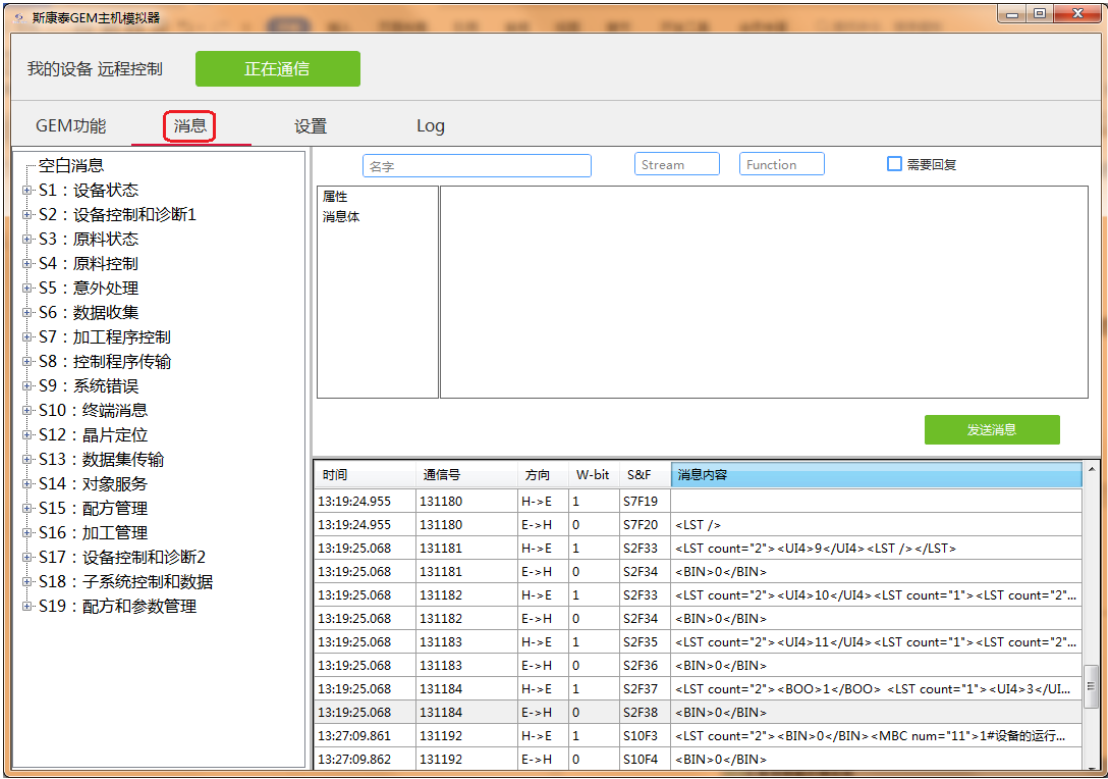 斯康泰GEM主机模拟器
我的设备 远程控制 正在通信
GEM功能 消息 设置 Log
空白消息
S1：设备状态
S2：设备控制和诊断1
S3：原料状态
S4：原料控制
S5：意外处理
S6：数据收集
S7：加工程序控制
S8：控制程序传输
S9：系统错误
S10：终端消息
S12：晶片定位
S13：数据集传输
S14：对象服务
S15：配方管理
S16：加工管理
S17：设备控制和诊断2
S18：子系统控制和数据
S19：配方和参数管理
名字 Stream Function 需要回复
属性
消息体
发送消息
时间 通信号 方向 W-bit S&F 消息内容
13:19:24.955 131180 H->E 1 S7F19
13:19:24.955 131180 E->H 0 S7F20 <LST />
13:19:25.068 131181 H->E 1 S2F33 <LST count="2"><UI4>9</UI4><LST /></LST>
13:19:25.068 131181 E->H 0 S2F34 <BIN>0</BIN>
13:19:25.068 131182 H->E 1 S2F33 <LST count="2"><UI4>10</UI4><LST count="1"><LST count="2"...
13:19:25.068 131182 E->H 0 S2F34 <BIN>0</BIN>
13:19:25.068 131183 H->E 1 S2F35 <LST count="2"><UI4>11</UI4><LST count="1"><LST count="2"...
13:19:25.068 131183 E->H 0 S2F36 <BIN>0</BIN>
13:19:25.068 131184 H->E 1 S2F37 <LST count="2"><BOO>1</BOO> <LST count="1"><UI4>3</UI...
13:19:25.068 131184 E->H 0 S2F38 <BIN>0</BIN>
13:27:09.861 131192 H->E 1 S10F3 <LST count="2"><BIN>0</BIN><MBC num="11">1#设备的运行...
13:27:09.862 131192 E->H 0 S10F4 <BIN>0</BIN>